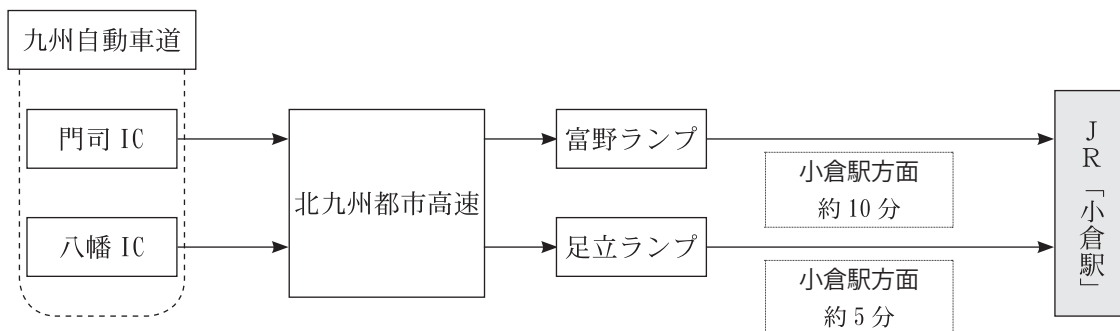 九州自動車道
門司 IC
八幡 IC
北九州都市高速
富野ランプ
足立ランプ
小倉駅方面
約 10 分
小倉駅方面
約 5 分
JR「小倉駅」